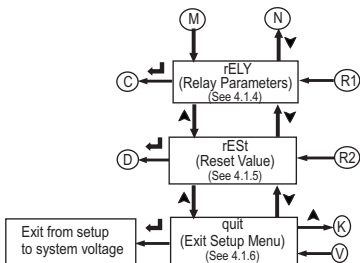 M
N
rELY
(Relay Parameters)
(See 4.1.4)
C
R1
rESt
(Reset Value)
(See 4.1.5)
D
R2
quit
(Exit Setup Menu)
(See 4.1.6)
K
V
Exit from setup
to system voltage